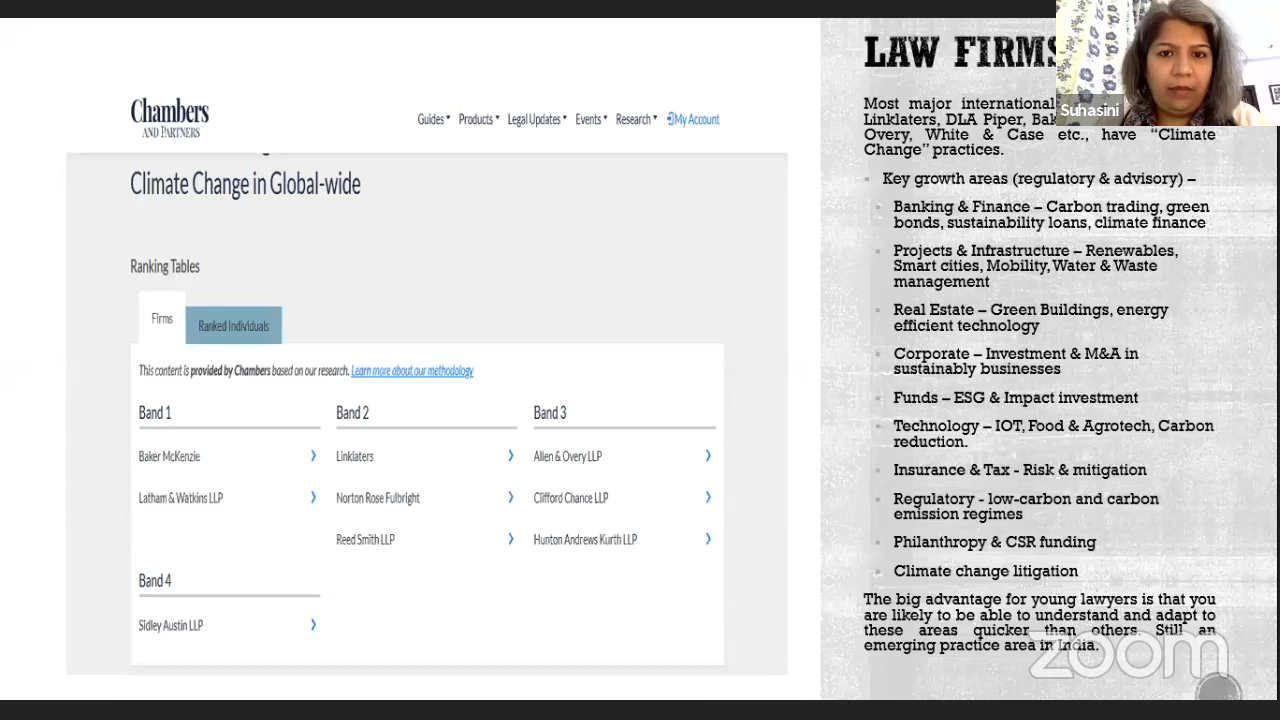 Chambers
AND PARTNERS
Guides Products Legal Updates Events Research My Account
Climate Change in Global-wide
Ranking Tables
Firms Ranked Individuals
This content is provided by Chambers based on our research. Learn more about our methodology
Band 1 Band 2 Band 3
Baker McKenzie Linklaters Allen & Overy LLP
Latham & Watkins LLP Norton Rose Fulbright Clifford Chance LLP
Reed Smith LLP Hunton Andrews Kurth LLP
Band 4
Sidley Austin LLP
LAW FIRMS
Suhasini
Most major international
Linklaters, DLA Piper,
Overy, White & Case etc., have “Climate
Change” practices.
Key growth areas (regulatory & advisory) –
Banking & Finance – Carbon trading, green
bonds, sustainability loans, climate finance
Projects & Infrastructure – Renewables,
Smart cities, Mobility, Water & Waste
management
Real Estate – Green Buildings, energy
efficient technology
Corporate – Investment & M&A in
sustainably businesses
Funds – ESG & Impact investment
Technology – IOT, Food & Agrotech, Carbon
reduction.
Insurance & Tax - Risk & mitigation
Regulatory - low-carbon and carbon
emission regimes
Philanthropy & CSR funding
Climate change litigation
The big advantage for young lawyers is that you
are likely to be able to understand and adapt to
these areas quicker than others. Still an
emerging practice area in India.
zoom